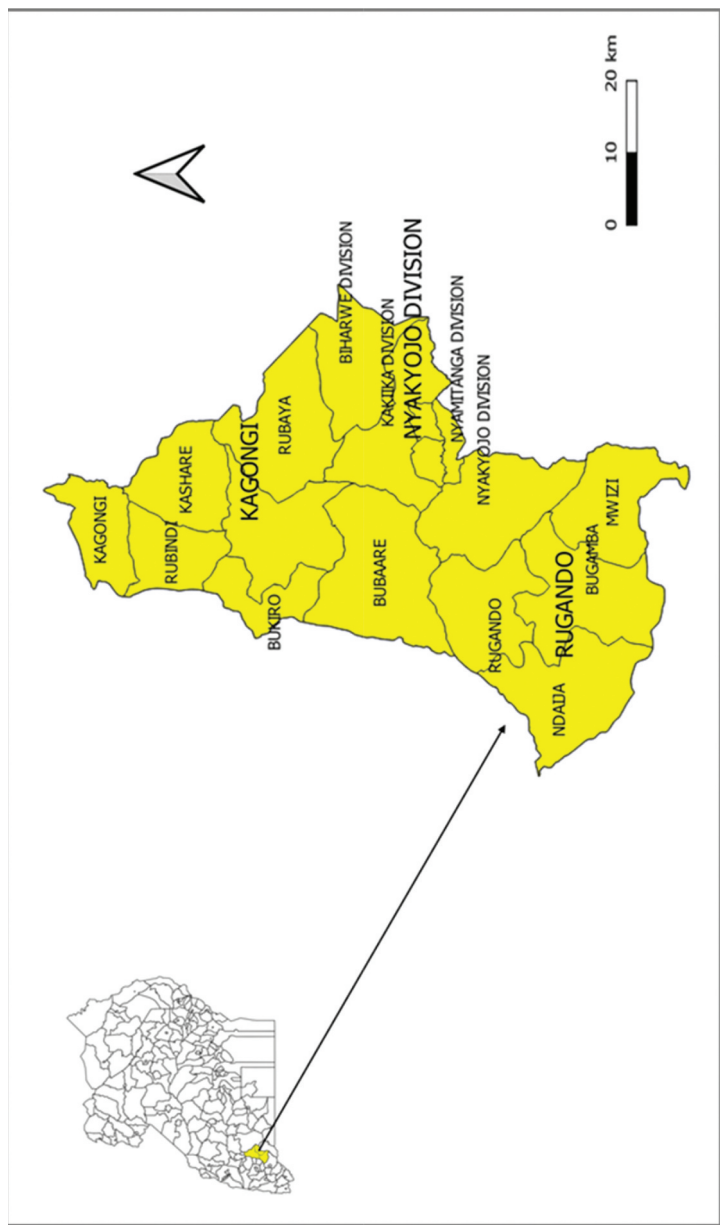 KAGONGI
KASHARE
RUBINDI
KAGONGI
RUBAYA
BUKIRO
BIHARWE DIVISION
KAKIIKA DIVISION
NYAKYOJO DIVISION
BUBAARE
NYAMITANGA DIVISION
NYAKYOJO DIVISION
RUGANDO
RUGANDO
BUGAMBA
MWIZI
NDAIJA
0 10 20 km